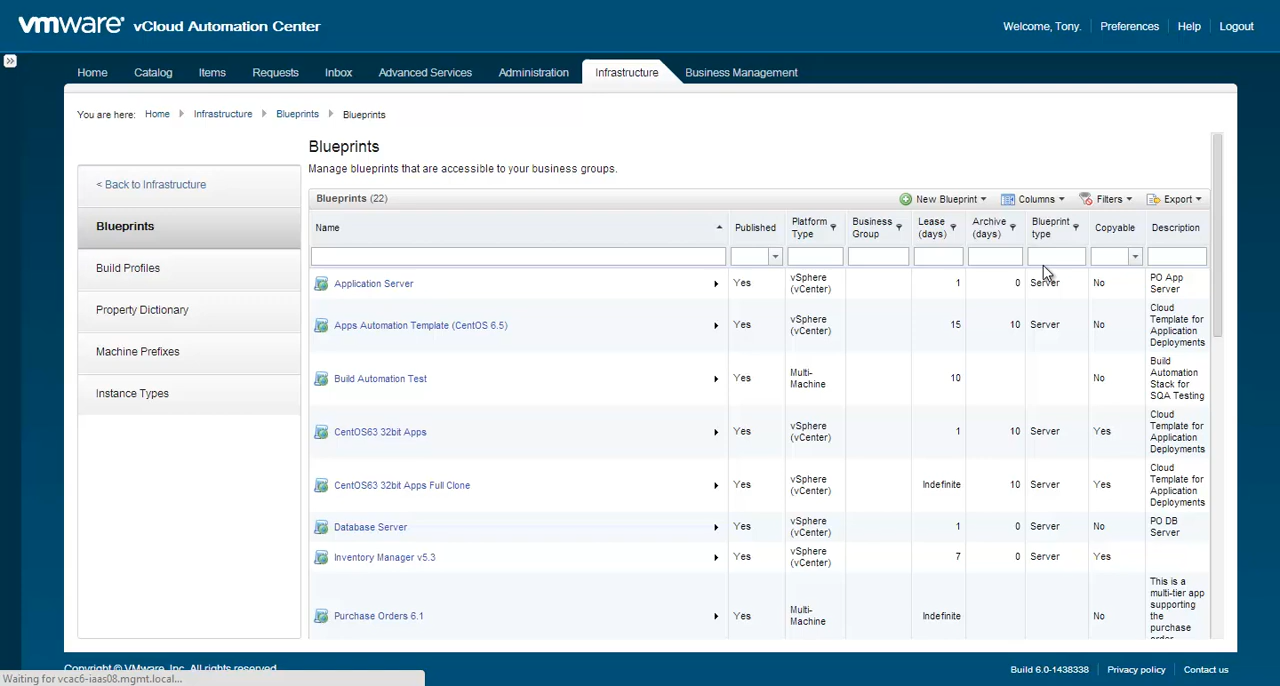 vmware® vCloud Automation Center
Welcome, Tony. Preferences Help Logout
Home Catalog Items Requests Inbox Advanced Services Administration Infrastructure Business Management
You are here: Home Infrastructure Blueprints Blueprints
< Back to Infrastructure
Blueprints
Build Profiles
Property Dictionary
Machine Prefixes
Instance Types
Blueprints
Manage blueprints that are accessible to your business groups.
Blueprints (22) New Blueprint Columns Filters Export
Name Published Platform Type Business Group Lease (days) Archive (days) Blueprint type Copyable Description
Application Server Yes vSphere (vCenter) 1 0 Server No PO App Server
Apps Automation Template (CentOS 6.5) Yes vSphere (vCenter) 15 10 Server No Cloud Template for Application Deployments
Build Automation Test Yes Multi-Machine 10 No Build Automation Stack for SQA Testing
CentOS63 32bit Apps Yes vSphere (vCenter) 1 10 Server Yes Cloud Template for Application Deployments
CentOS63 32bit Apps Full Clone Yes vSphere (vCenter) Indefinite 10 Server Yes Cloud Template for Application Deployments
Database Server Yes vSphere (vCenter) 1 0 Server No PO DB Server
Inventory Manager v5.3 Yes vSphere (vCenter) 7 0 Server Yes
Purchase Orders 6.1 Yes Multi-Machine Indefinite No This is a multi-tier app supporting the purchase order
Copyright © VMware, Inc. All rights reserved.
Build 6.0-1438338 Privacy policy Contact us
Waiting for vcac6-iaas08.mgmt.local...